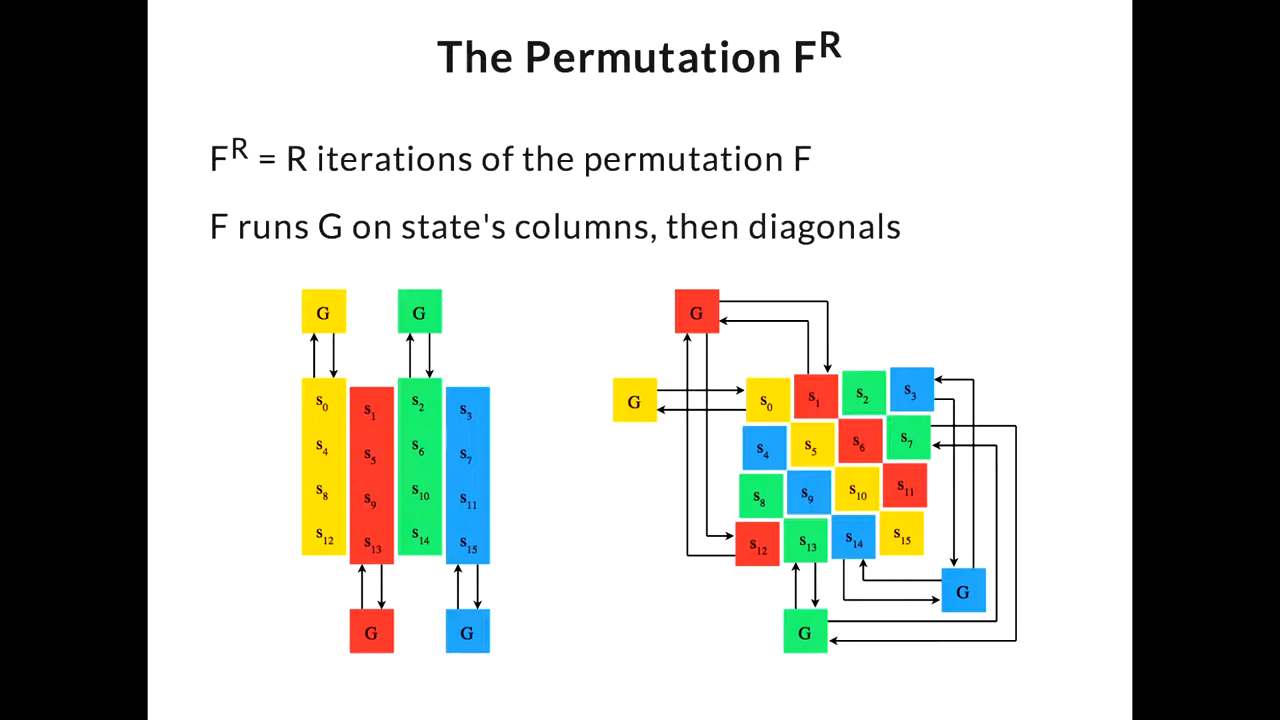 The Permutation F^R
F^R = R iterations of the permutation F
F runs G on state's columns, then diagonals
G G
s0 s1 s2 s3
s4 s5 s6 s7
s8 s9 s10 s11
s12 s13 s14 s15
G G
G
G
s0 s1 s2 s3
s4 s5 s6 s7
s8 s9 s10 s11
s12 s13 s14 s15
G
G